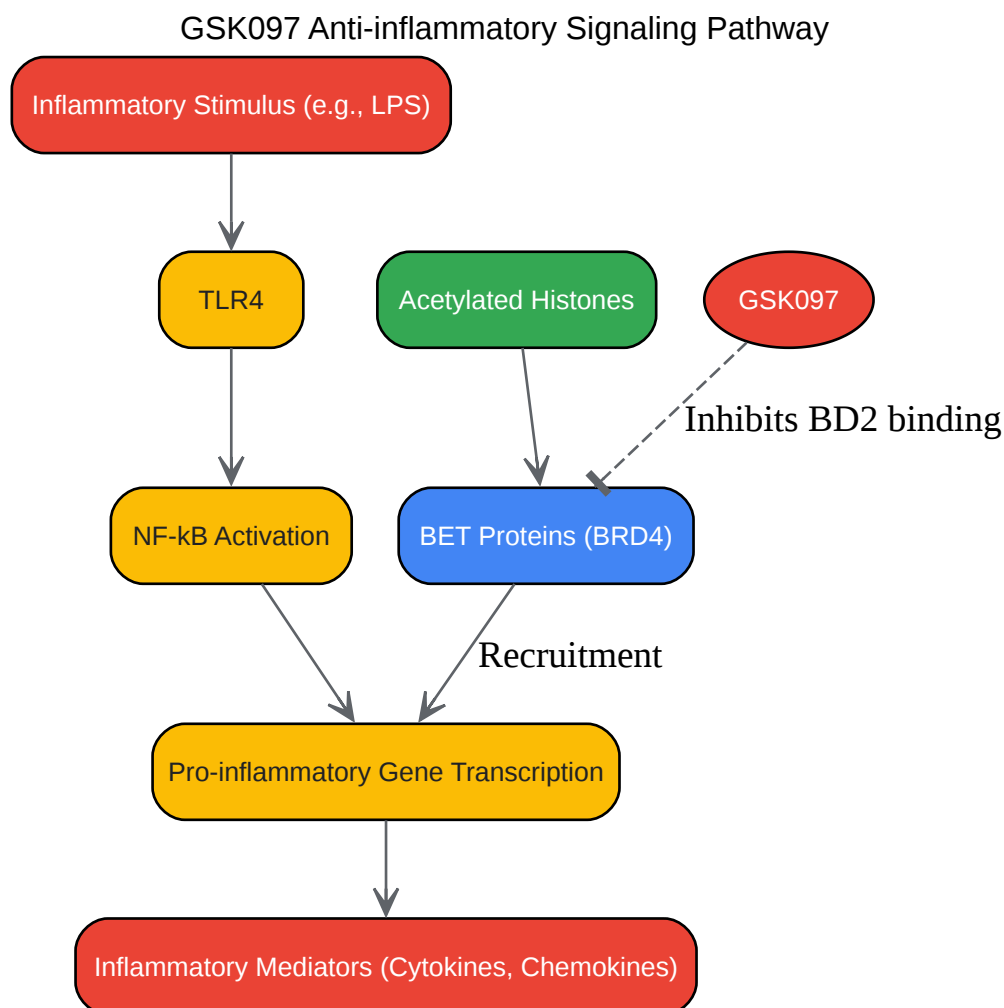 GSK097 Anti-inflammatory Signaling Pathway
Inflammatory Stimulus (e.g., LPS)
TLR4
Acetylated Histones
GSK097
Inhibits BD2 binding
NF-kB Activation
BET Proteins (BRD4)
Recruitment
Pro-inflammatory Gene Transcription
Inflammatory Mediators (Cytokines, Chemokines)